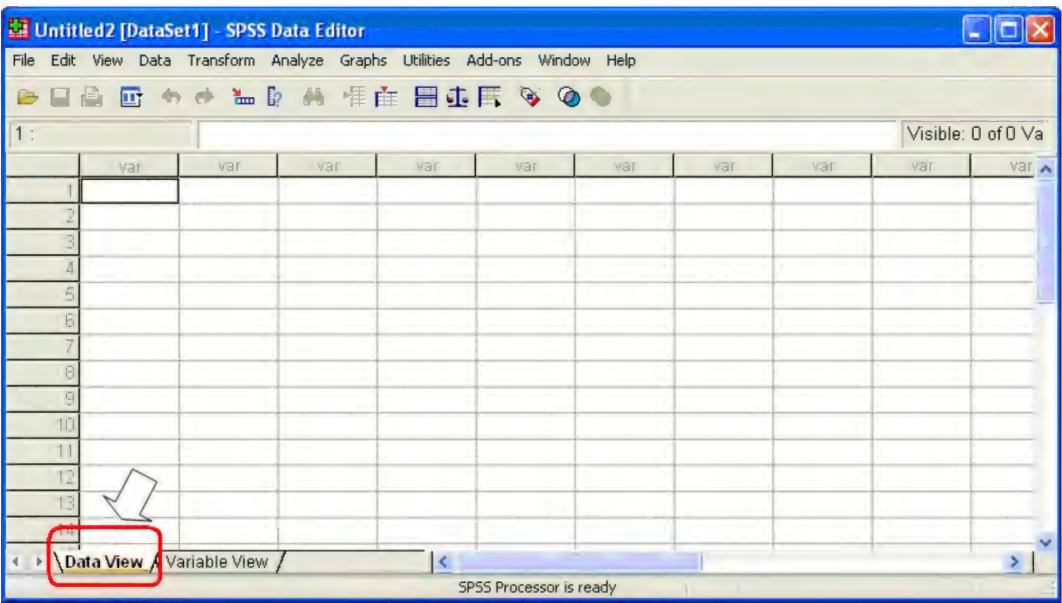 Untitled2 [DataSet1] - SPSS Data Editor
File Edit View Data Transform Analyze Graphs Utilities Add-ons Window Help
1 : Visible: 0 of 0 Va
var var var var var var var var var var
1
2
3
4
5
6
7
8
9
10
11
12
13
14
Data View Variable View
SPSS Processor is ready